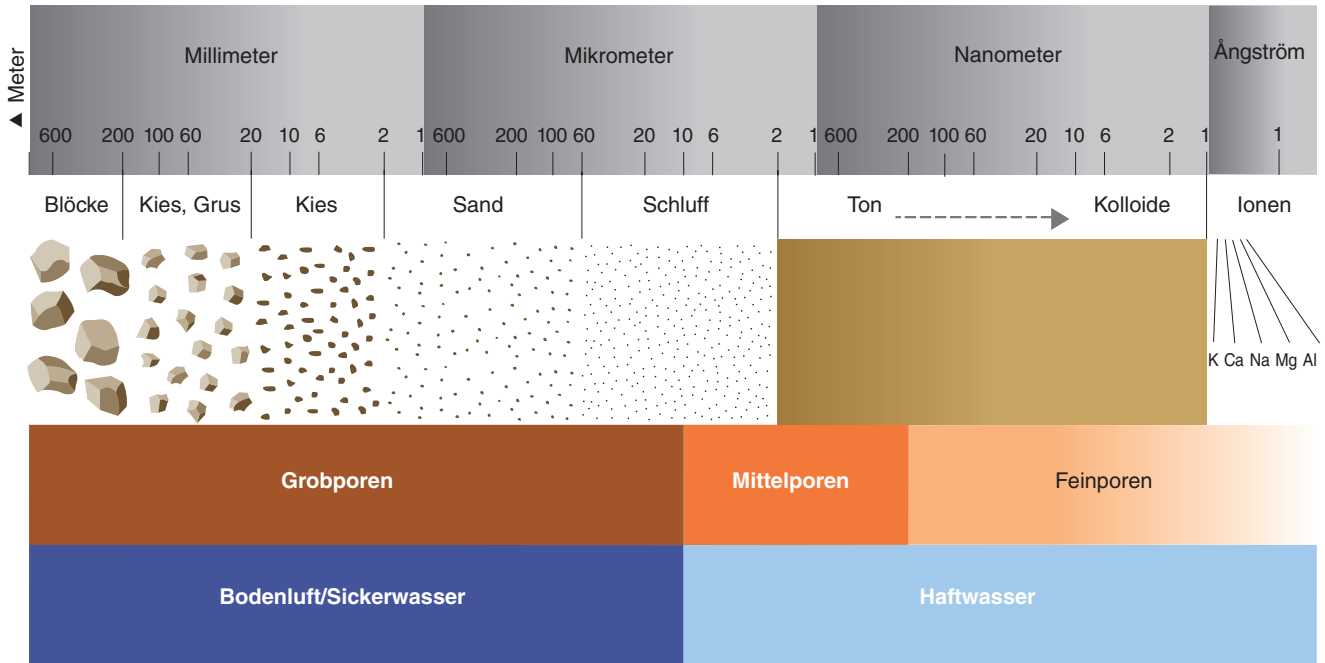 ▲ Meter
Millimeter Mikrometer Nanometer Ångström
600 200 100 60 20 10 6 2 1 600 200 100 60 20 10 6 2 1 600 200 100 60 20 10 6 2 1 1
Blöcke Kies, Grus Kies Sand Schluff Ton Kolloide Ionen
K Ca Na Mg Al
Grobporen Mittelporen Feinporen
Bodenluft/Sickerwasser Haftwasser